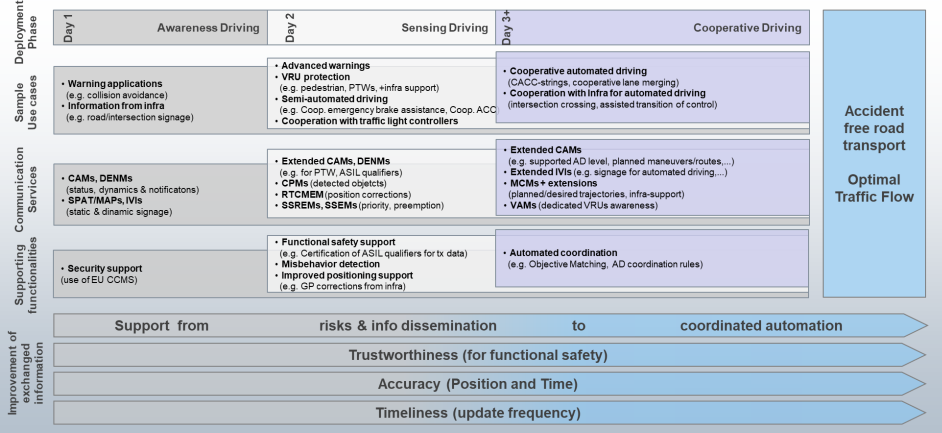 Deployment
Phase
Day 1
Awareness Driving
Day 2
Sensing Driving
Day 3+
Cooperative Driving
Sample
Use cases
• Warning applications
(e.g. collision avoidance)
• Information from infra
(e.g. road/intersection signage)
• Advanced warnings
• VRU protection
(e.g. pedestrian, PTWs, +infra support)
• Semi-automated driving
(e.g. Coop. emergency brake assistance, Coop. ACC
• Cooperation with traffic light controllers
• Cooperative automated driving
(CACC-strings, cooperative lane merging)
• Cooperation with Infra for automated driving
(intersection crossing, assisted transition of control)
Communication
Services
• CAMs, DENMs
(status, dynamics & notificatons)
• SPAT/MAPs, IVIs
(static & dinamic signage)
• Extended CAMs, DENMs
(e.g. for PTW, ASIL qualifiers)
• CPMs (detected objetcts)
• RTCMEM (position corrections)
• SSREMs, SSEMs (priority, preemption)
• Extended CAMs
(e.g. supported AD level, planned maneuvers/routes,...)
• Extended IVIs (e.g. signage for automated driving,...)
• MCMs + extensions
(planned/desired trajectories, infra-support)
• VAMs (dedicated VRUs awareness)
Supporting
functionalities
• Security support
(use of EU CCMS)
• Functional safety support
(e.g. Certification of ASIL qualifiers for tx data)
• Misbehavior detection
• Improved positioning support
(e.g. GP corrections from infra)
• Automated coordination
(e.g. Objective Matching, AD coordination rules)
Accident
free road
transport
Optimal
Traffic Flow
Improvement of
exchanged
information
Support from risks & info dissemination to coordinated automation
Trustworthiness (for functional safety)
Accuracy (Position and Time)
Timeliness (update frequency)